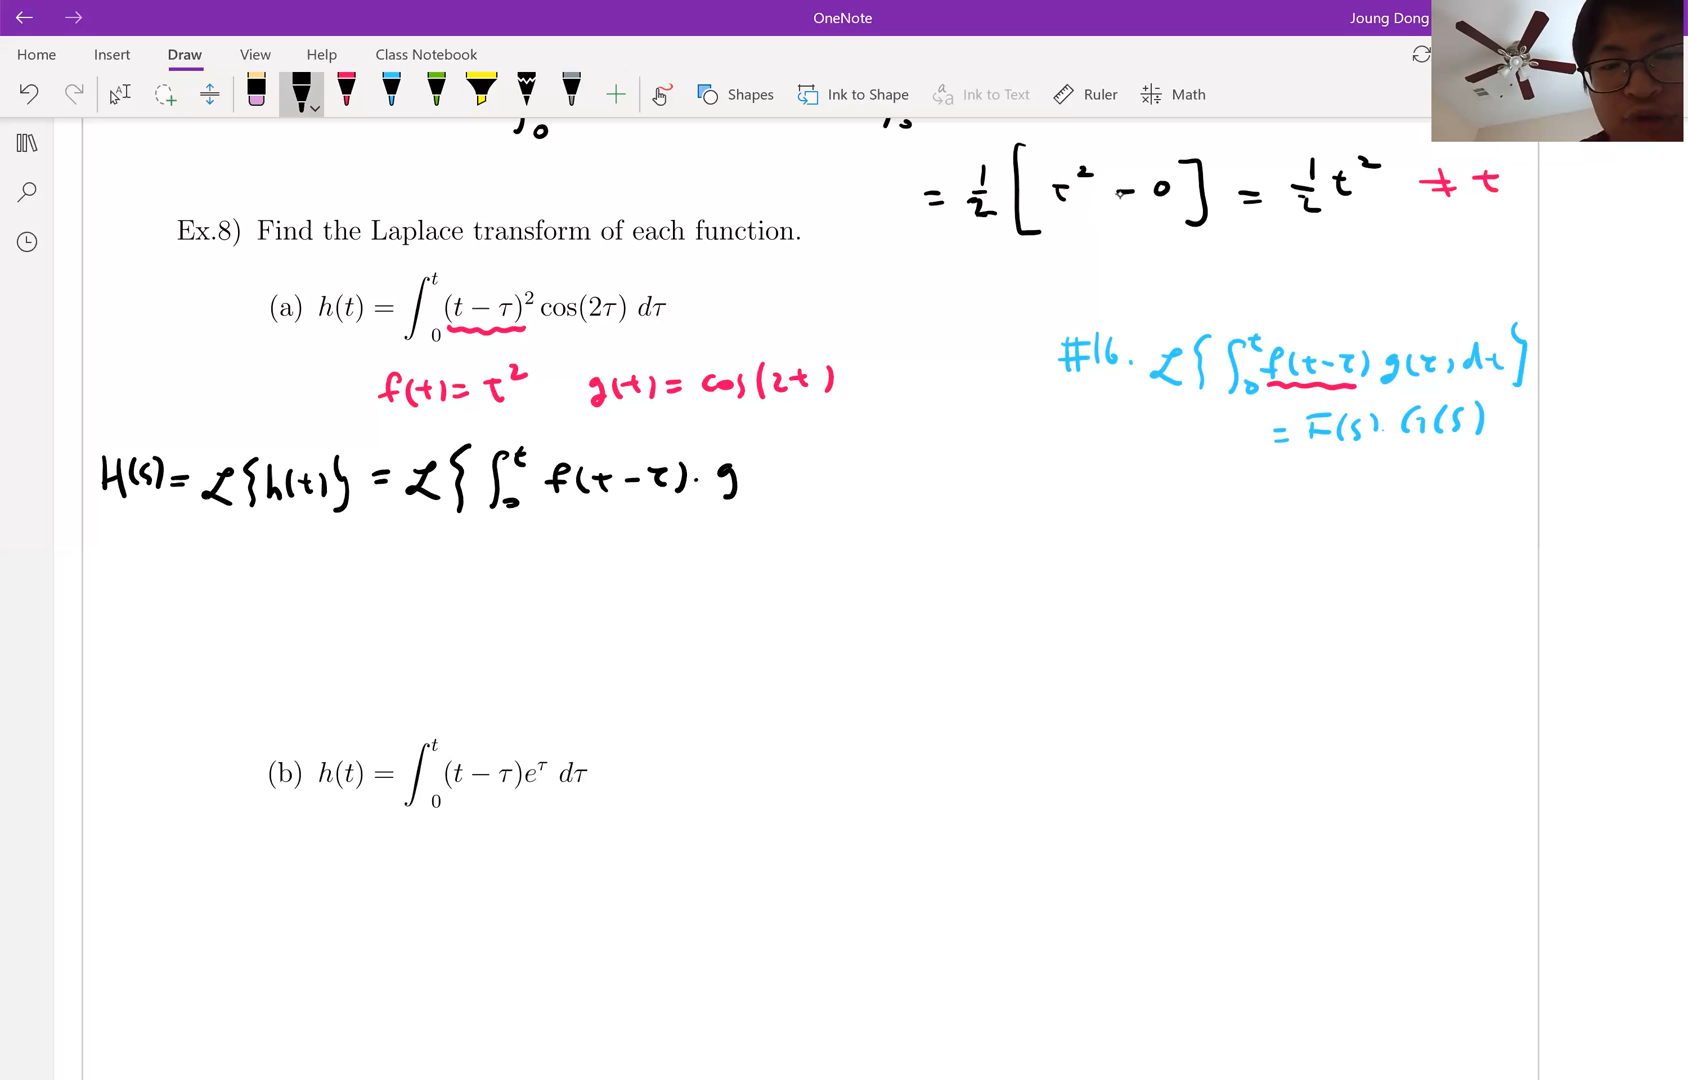 OneNote
Joung Dong
Home Insert Draw View Help Class Notebook
Shapes Ink to Shape Ink to Text Ruler Math
= 1/2 [ t² - 0 ] = 1/2 t² ≠ t
Ex.8) Find the Laplace transform of each function.
(a) h(t) = ∫₀ᵗ (t − τ)² cos(2τ) dτ
#16. ℒ{ ∫₀ᵗ f(t-τ) g(τ) dτ }
= F(s) · G(s)
f(t) = t² g(t) = cos(2t)
H(s) = ℒ{h(t)} = ℒ{ ∫₀ᵗ f(t-τ) · g
(b) h(t) = ∫₀ᵗ (t − τ)e^τ dτ